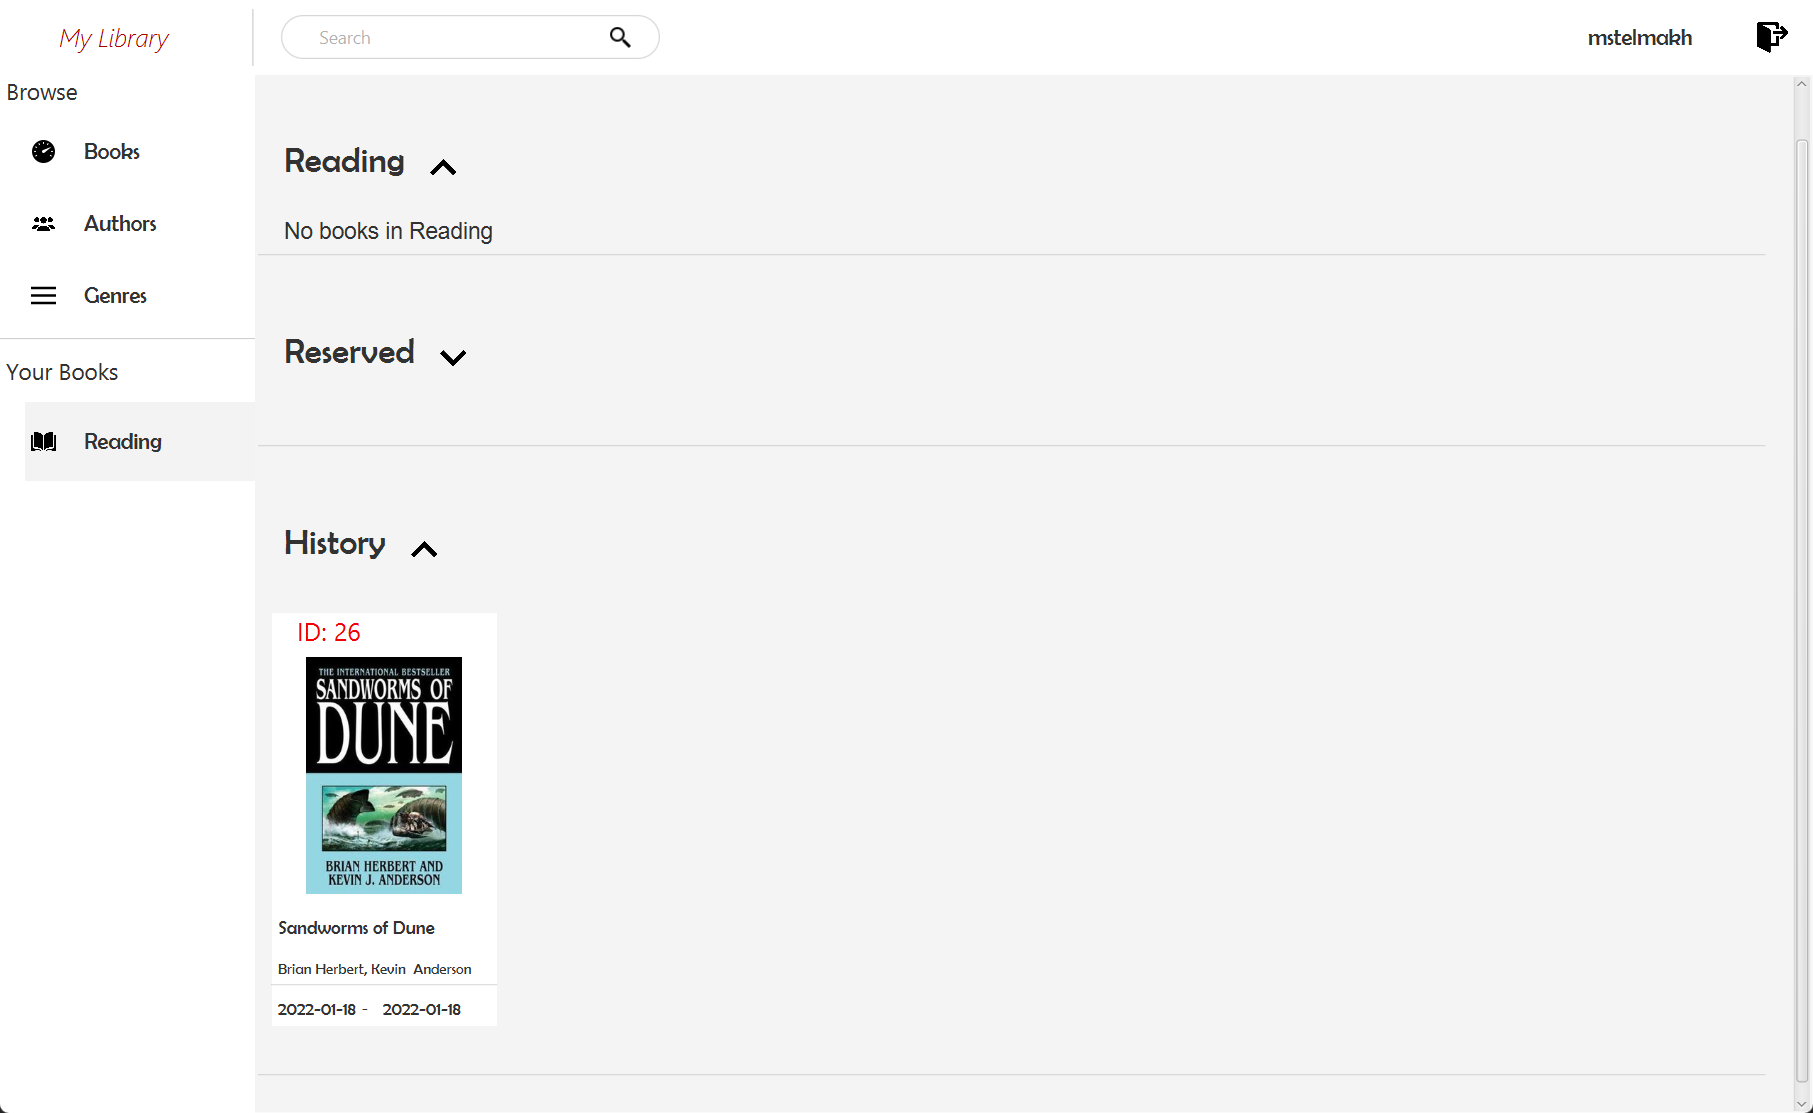 My Library
Search
mstelmakh
Browse
Books
Authors
Genres
Your Books
Reading
Reading
No books in Reading
Reserved
History
ID: 26
THE INTERNATIONAL BESTSELLER
SANDWORMS OF
DUNE
BRIAN HERBERT AND
KEVIN J. ANDERSON
Sandworms of Dune
Brian Herbert, Kevin Anderson
2022-01-18 - 2022-01-18